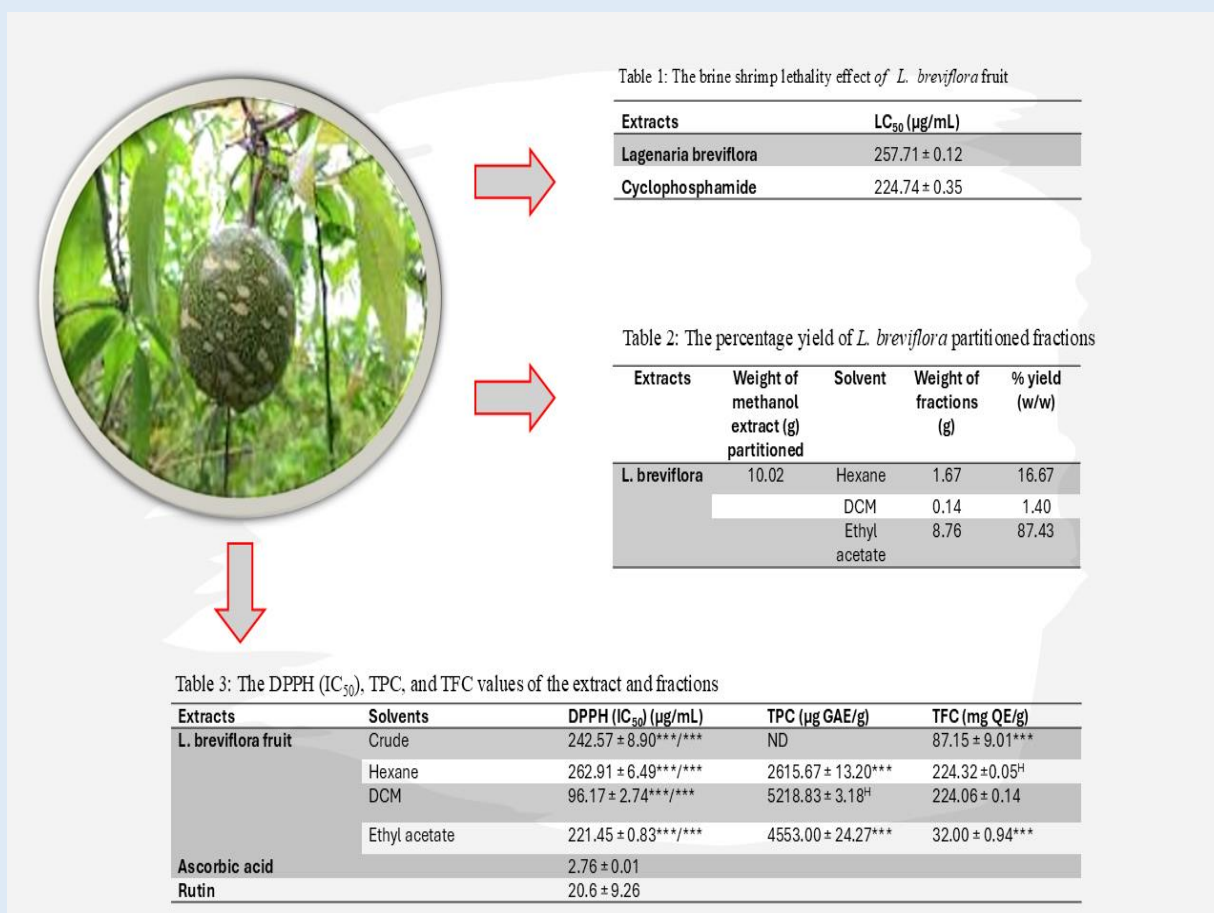 Table 1: The brine shrimp lethality effect of L. breviflora fruit
Extracts LC50 (µg/mL)
Lagenaria breviflora 257.71 ± 0.12
Cyclophosphamide 224.74 ± 0.35
Table 2: The percentage yield of L. breviflora partitioned fractions
Extracts Weight of methanol extract (g) partitioned Solvent Weight of fractions (g) % yield (w/w)
L. breviflora 10.02 Hexane 1.67 16.67
DCM 0.14 1.40
Ethyl acetate 8.76 87.43
Table 3: The DPPH (IC50), TPC, and TFC values of the extract and fractions
Extracts Solvents DPPH (IC50) (µg/mL) TPC (µg GAE/g) TFC (mg QE/g)
L. breviflora fruit Crude 242.57 ± 8.90***/*** ND 87.15 ± 9.01***
Hexane 262.91 ± 6.49***/*** 2615.67 ± 13.20*** 224.32 ±0.05H
DCM 96.17 ± 2.74***/*** 5218.83 ± 3.18H 224.06 ± 0.14
Ethyl acetate 221.45 ± 0.83***/*** 4553.00 ± 24.27*** 32.00 ± 0.94***
Ascorbic acid 2.76 ± 0.01
Rutin 20.6 ± 9.26